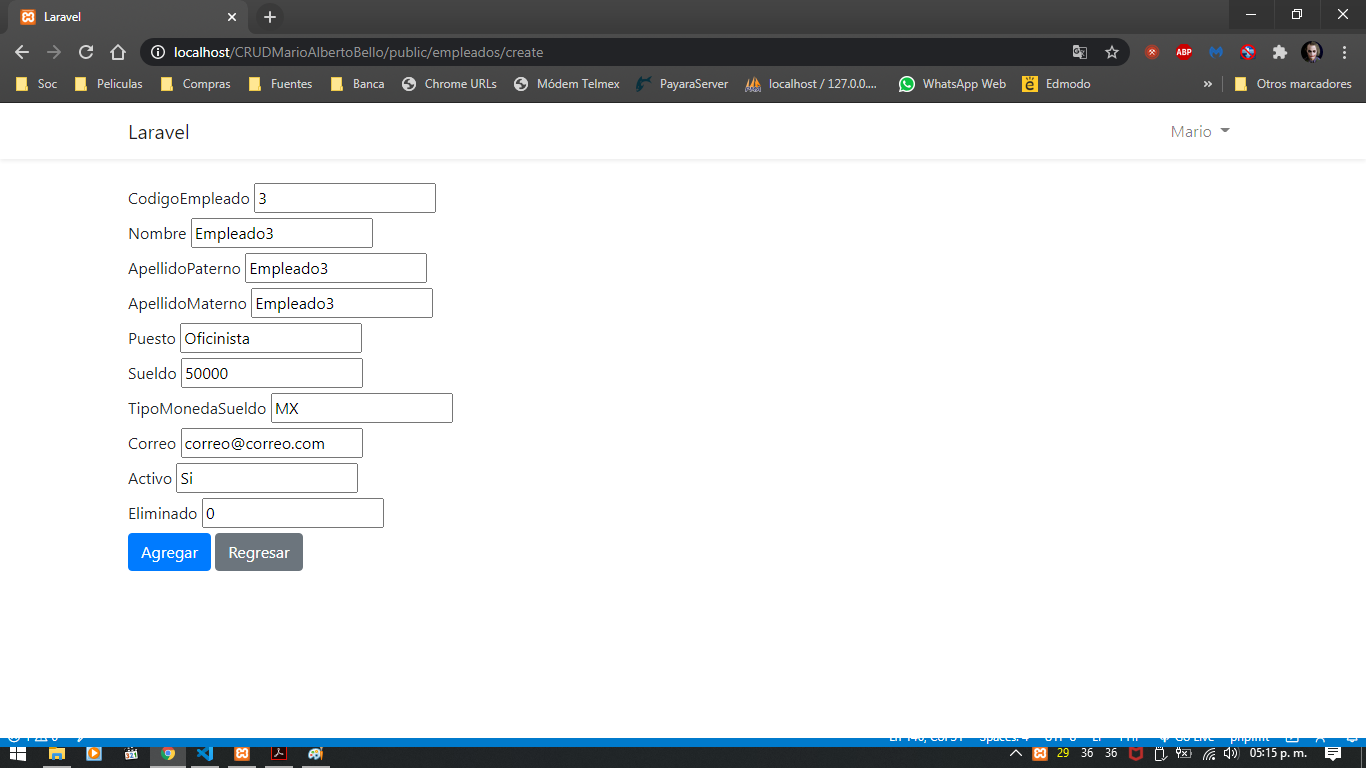 Laravel
localhost/CRUDMarioAlbertoBello/public/empleados/create
ABP
Soc Peliculas Compras Fuentes Banca Chrome URLs Módem Telmex PayaraServer localhost / 127.0.0.... WhatsApp Web Edmodo » Otros marcadores
Laravel Mario
CodigoEmpleado 3
Nombre Empleado3
ApellidoPaterno Empleado3
ApellidoMaterno Empleado3
Puesto Oficinista
Sueldo 50000
TipoMonedaSueldo MX
Correo correo@correo.com
Activo Si
Eliminado 0
Agregar Regresar
29 36 36 05:15 p. m.